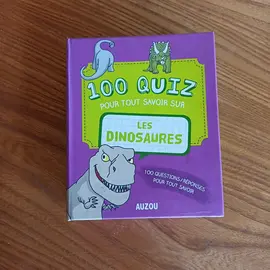 100 QUIZ
POUR TOUT SAVOIR SUR
LES
DINOSAURES
100 QUESTIONS/RÉPONSES
POUR TOUT SAVOIR
AUZOU